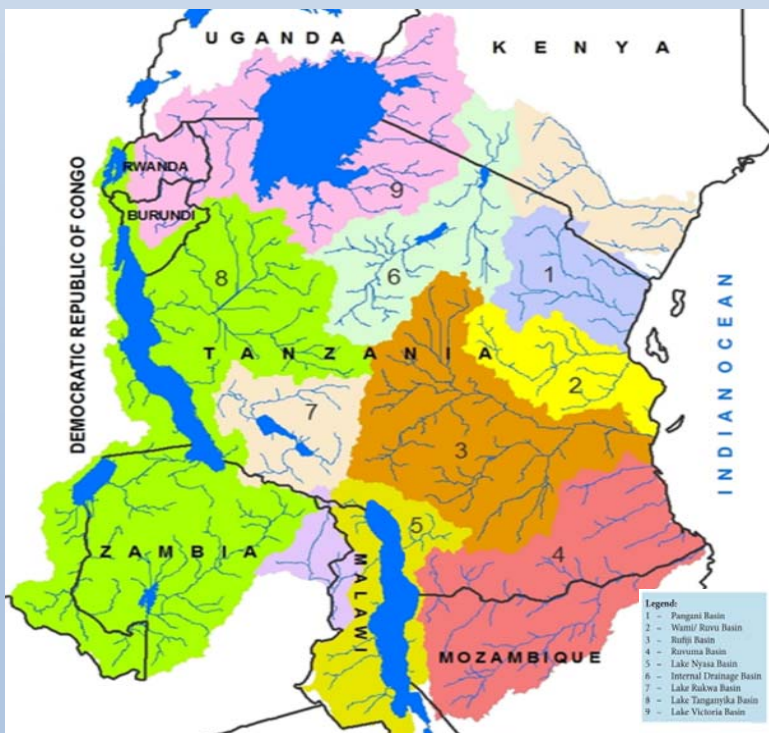 UGANDA
KENYA
RWANDA
BURUNDI
DEMOCRATIC REPUBLIC OF CONGO
9
8
6
1
TANZANIA
2
7
3
INDIAN OCEAN
5
4
ZAMBIA
MALAWI
MOZAMBIQUE
Legend:
1 – Pangani Basin
2 – Wami/ Ruvu Basin
3 – Rufiji Basin
4 – Ruvuma Basin
5 – Lake Nyasa Basin
6 – Internal Drainage Basin
7 – Lake Rukwa Basin
8 – Lake Tanganyika Basin
9 – Lake Victoria Basin